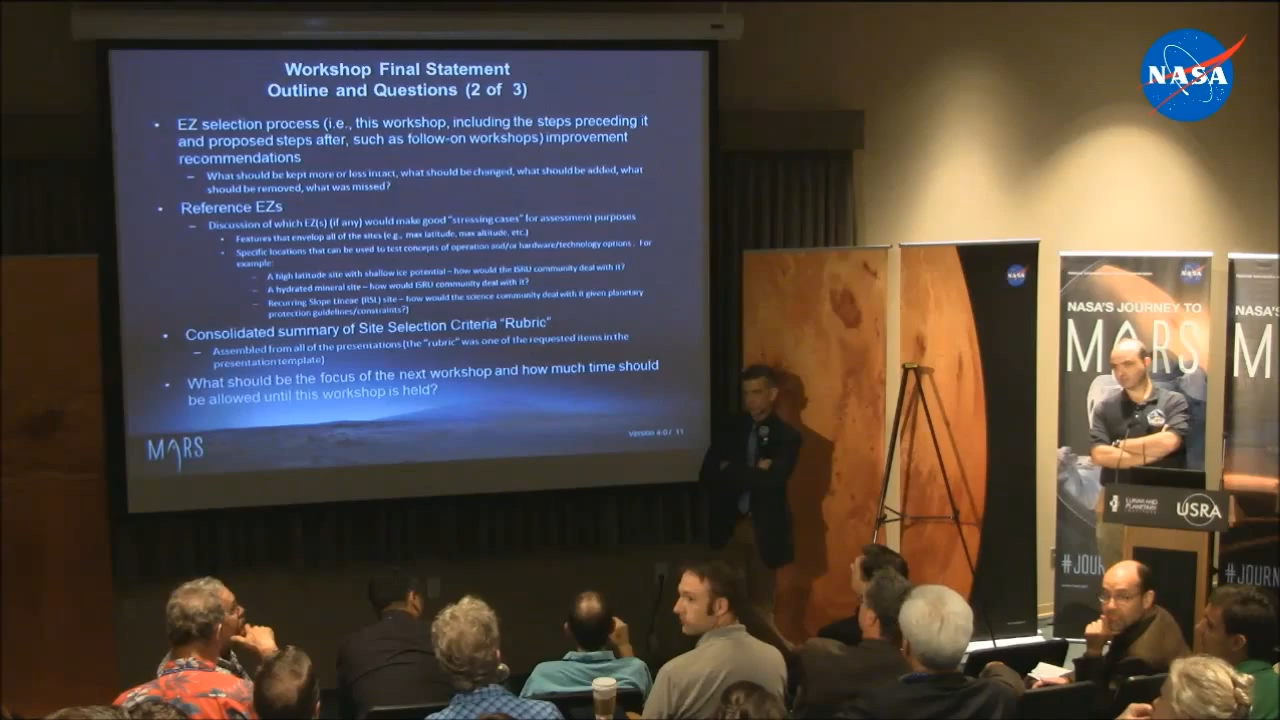 Workshop Final Statement
Outline and Questions (2 of 3)
• EZ selection process (i.e., this workshop, including the steps preceding it
and proposed steps after, such as follow-on workshops) improvement
recommendations
– What should be kept more or less intact, what should be changed, what should be added, what
should be removed, what was missed?
• Reference EZs
– Discussion of which EZ(s) (if any) would make good "stressing cases" for assessment purposes
• Features that envelop all of the sites (e.g., max latitude, max altitude, etc.)
• Specific locations that can be used to test concepts of operation and/or hardware/technology options . For
example:
– A high latitude site with shallow ice potential – how would the ISRU community deal with it?
– A hydrated mineral site – how would ISRU community deal with it?
– Recurring Slope Lineae (RSL) site – how would the science community deal with it given planetary
protection guidelines/constraints?)
• Consolidated summary of Site Selection Criteria "Rubric"
– Assembled from all of the presentations (the "rubric" was one of the requested items in the
presentation template)
• What should be the focus of the next workshop and how much time should
be allowed until this workshop is held?
MARS
Version 4.0 / 11
NASA
NASA'S JOURNEY TO
MARS
NASA'S
M
LUNAR AND
PLANETARY
INSTITUTE
USRA
#JOUR
#JOURN